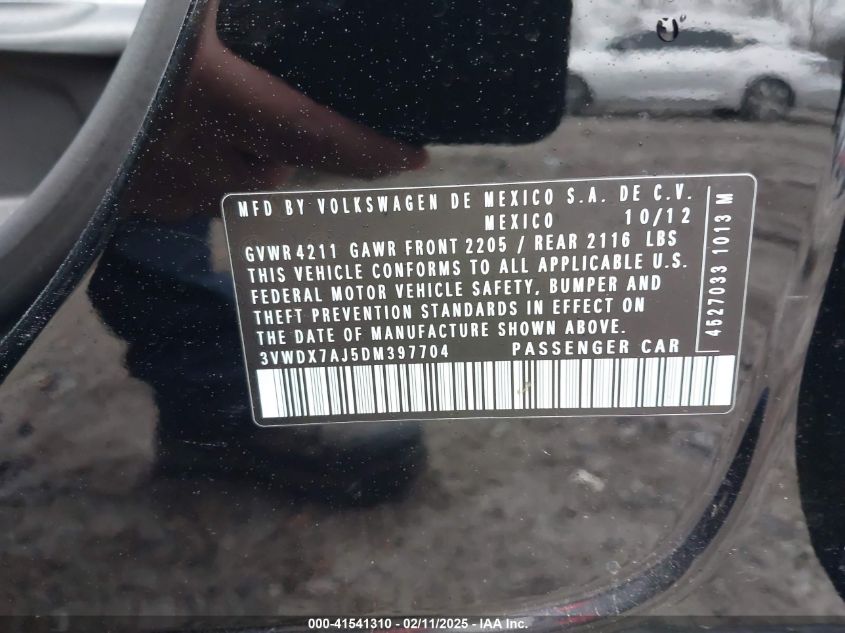 MFD BY VOLKSWAGEN DE MEXICO S.A. DE C.V.
MEXICO 10/12
GVWR 4211 GAWR FRONT 2205 / REAR 2116 LBS
THIS VEHICLE CONFORMS TO ALL APPLICABLE U.S.
FEDERAL MOTOR VEHICLE SAFETY, BUMPER AND
THEFT PREVENTION STANDARDS IN EFFECT ON
THE DATE OF MANUFACTURE SHOWN ABOVE.
3VWDX7AJ5DM397704 PASSENGER CAR
4527033 1013 M
000-41541310 - 02/11/2025 - IAA Inc.